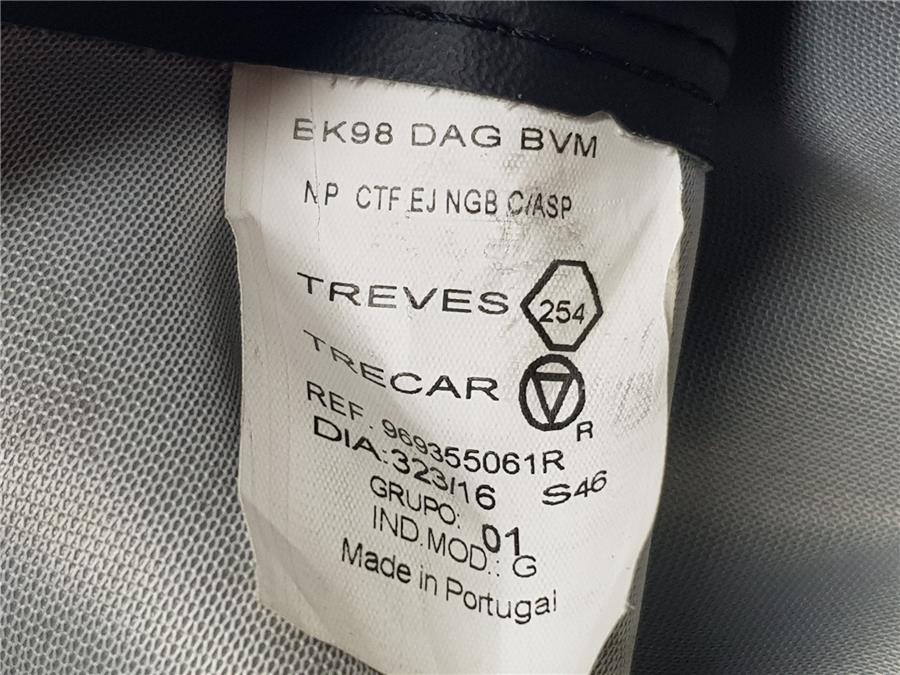 EK98 DAG BVM
NP CTF EJ NGB C/ASP
TREVES 254
TRECAR
R
REF. 969355061R
DIA:323/16 S46
GRUPO: 01
IND.MOD.: G
Made in Portugal